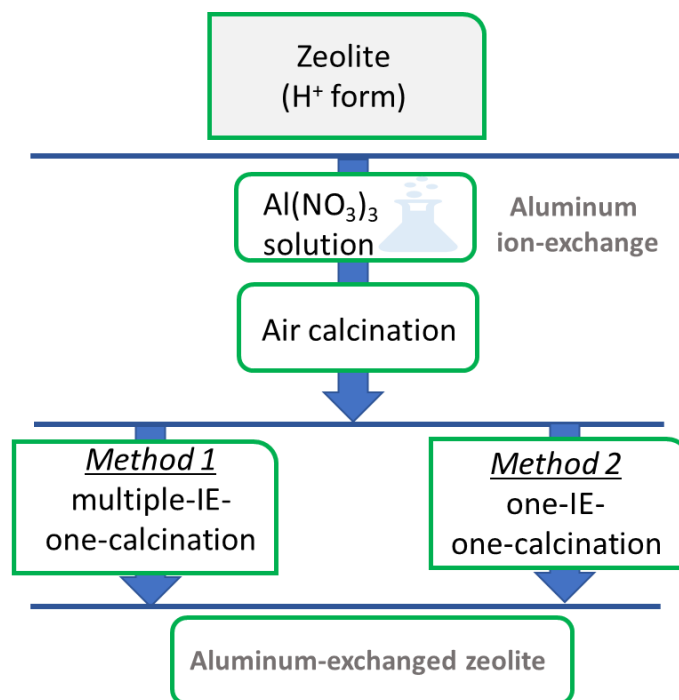 Zeolite
(H⁺ form)
Al(NO₃)₃
solution
Aluminum
ion-exchange
Air calcination
Method 1
multiple-IE-
one-calcination
Method 2
one-IE-
one-calcination
Aluminum-exchanged zeolite